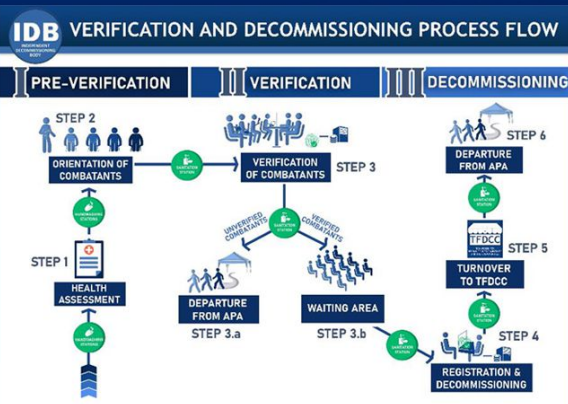 IDB
INDEPENDENT
DECOMMISSIONING
BODY
VERIFICATION AND DECOMMISSIONING PROCESS FLOW
I PRE-VERIFICATION
II VERIFICATION
III DECOMMISSIONING
STEP 2
ORIENTATION OF
COMBATANTS
HANDWASHING
STATIONS
STEP 1
HEALTH
ASSESSMENT
HANDWASHING
STATIONS
SANITATION
STATION
VERIFICATION
OF COMBATANTS
STEP 3
UNVERIFIED
COMBATANTS
SANITATION
STATION
VERIFIED
COMBATANTS
DEPARTURE
FROM APA
STEP 3.a
WAITING AREA
STEP 3.b
SANITATION
STATION
STEP 4
REGISTRATION &
DECOMMISSIONING
SANITATION
STATION
STEP 5
TFDCC
TURNOVER
TO TFDCC
SANITATION
STATION
STEP 6
DEPARTURE
FROM APA